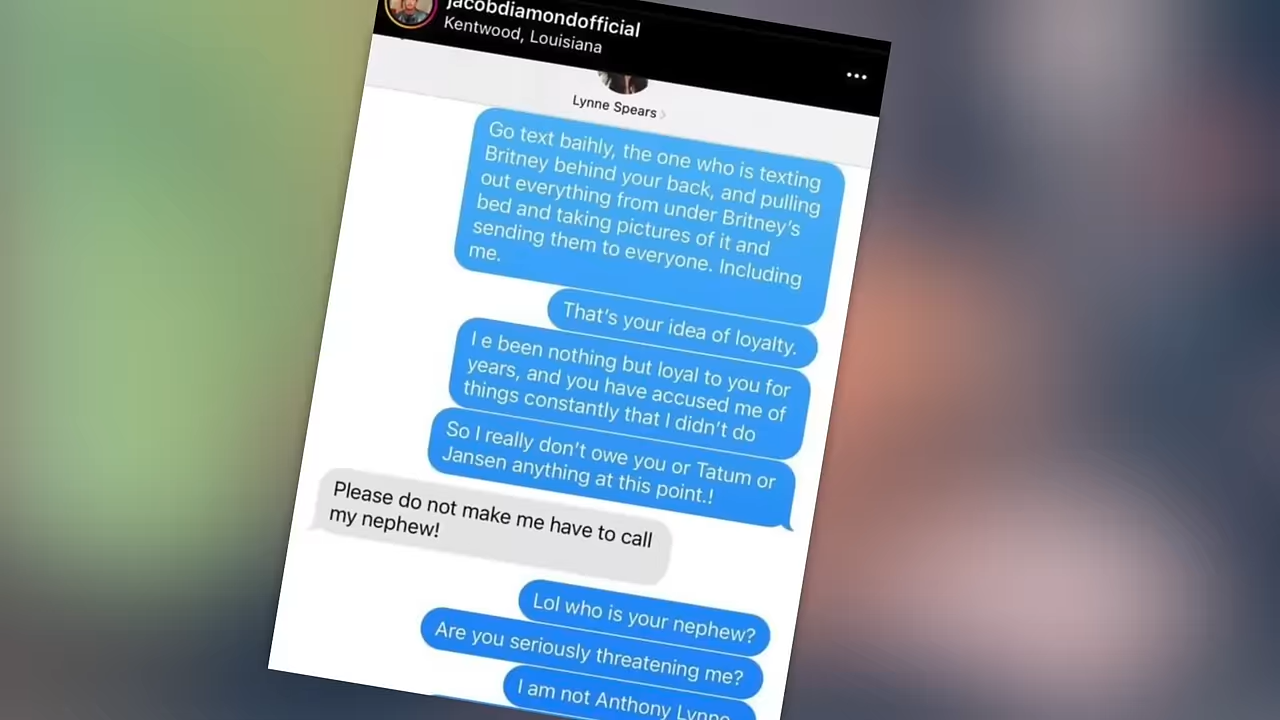 jacobdiamondofficial
Kentwood, Louisiana
Lynne Spears
Go text baihly, the one who is texting
Britney behind your back, and pulling
out everything from under Britney's
bed and taking pictures of it and
sending them to everyone. Including
me.
That's your idea of loyalty.
I e been nothing but loyal to you for
years, and you have accused me of
things constantly that I didn't do
So I really don't owe you or Tatum or
Jansen anything at this point.!
Please do not make me have to call
my nephew!
Lol who is your nephew?
Are you seriously threatening me?
I am not Anthony Lynne